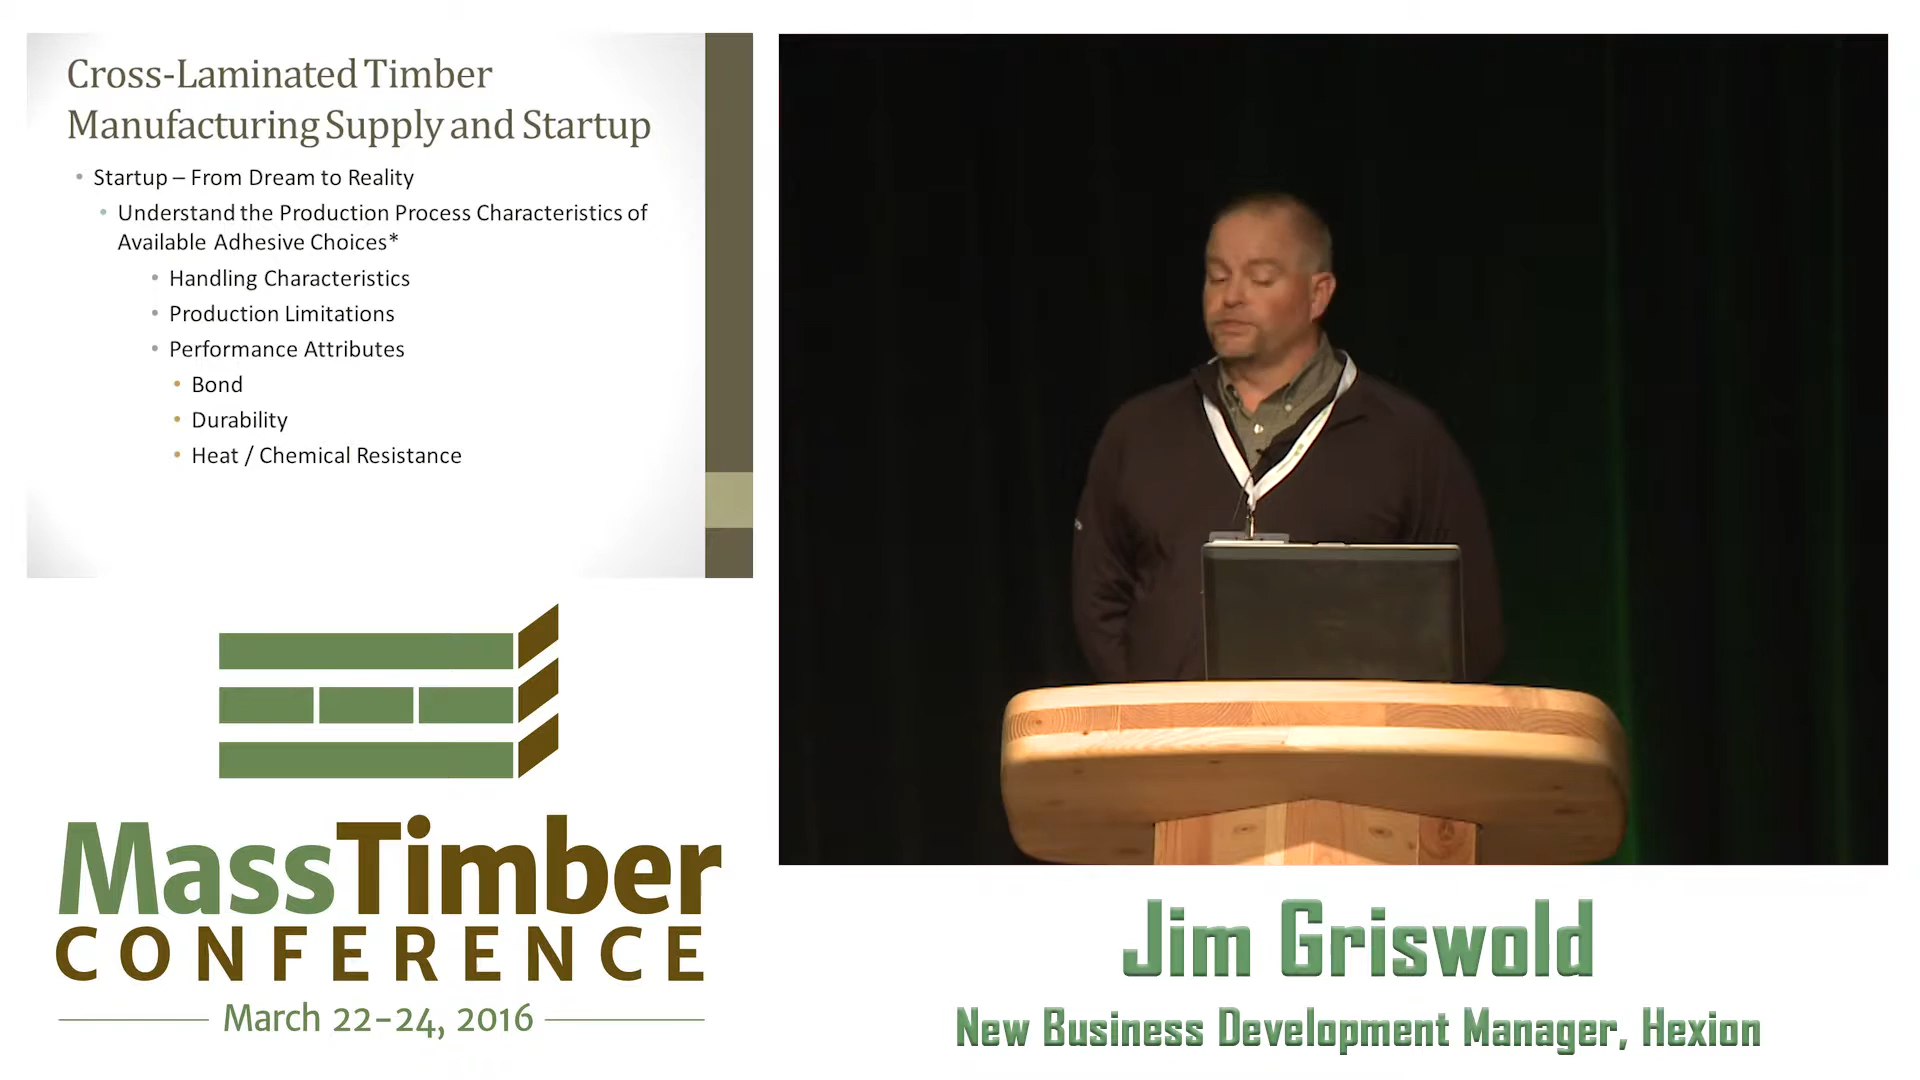 Cross-Laminated Timber
Manufacturing Supply and Startup
• Startup – From Dream to Reality
• Understand the Production Process Characteristics of
Available Adhesive Choices*
• Handling Characteristics
• Production Limitations
• Performance Attributes
• Bond
• Durability
• Heat / Chemical Resistance
MassTimber
CONFERENCE
March 22-24, 2016
Jim Griswold
New Business Development Manager, Hexion